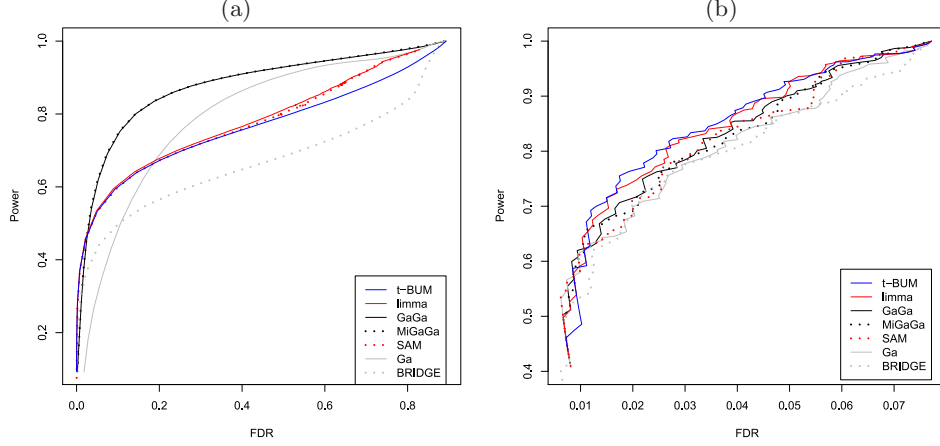 (a)
Power
1.0
0.8
0.6
0.4
0.2
0.0 0.2 0.4 0.6 0.8
FDR
t−BUM
limma
GaGa
MiGaGa
SAM
Ga
BRIDGE
(b)
Power
1.0
0.9
0.8
0.7
0.6
0.5
0.4
0.01 0.02 0.03 0.04 0.05 0.06 0.07
FDR
t−BUM
limma
GaGa
MiGaGa
SAM
Ga
BRIDGE